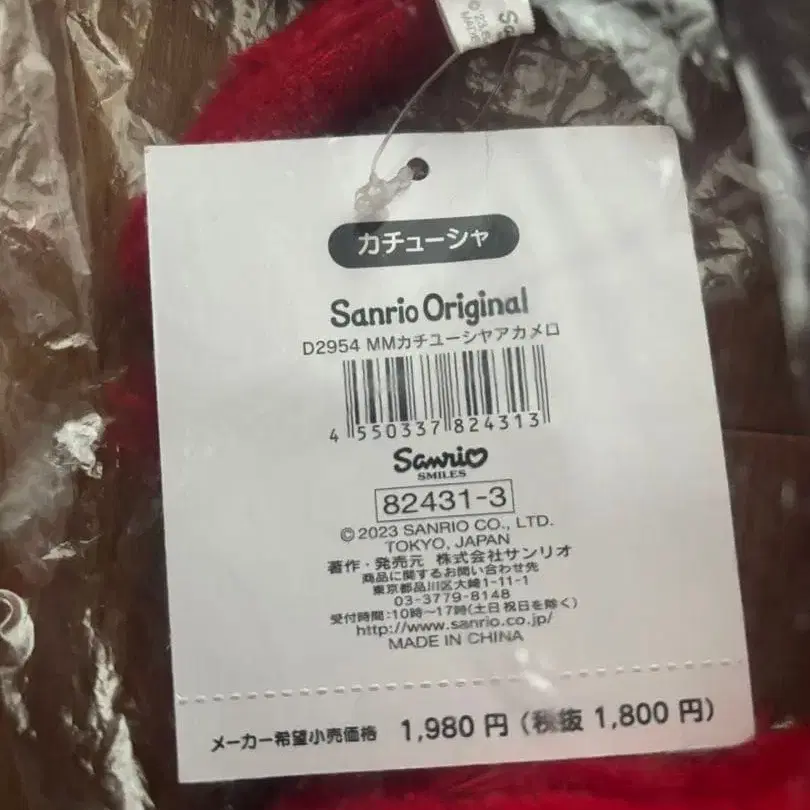 カチューシャ
Sanrio Original
D2954 MMカチユーシヤアカメロ
4 550337 824313
Sanrio
SMILES
82431-3
©2023 SANRIO CO., LTD.
TOKYO, JAPAN
著作・発売元 株式会社サンリオ
商品に関するお問い合わせ先
東京都品川区大崎1-11-1
03-3779-8148
受付時間:10時~17時(土日祝日を除く)
http://www.sanrio.co.jp/
MADE IN CHINA
メーカー希望小売価格 1,980 円 (税抜 1,800 円)